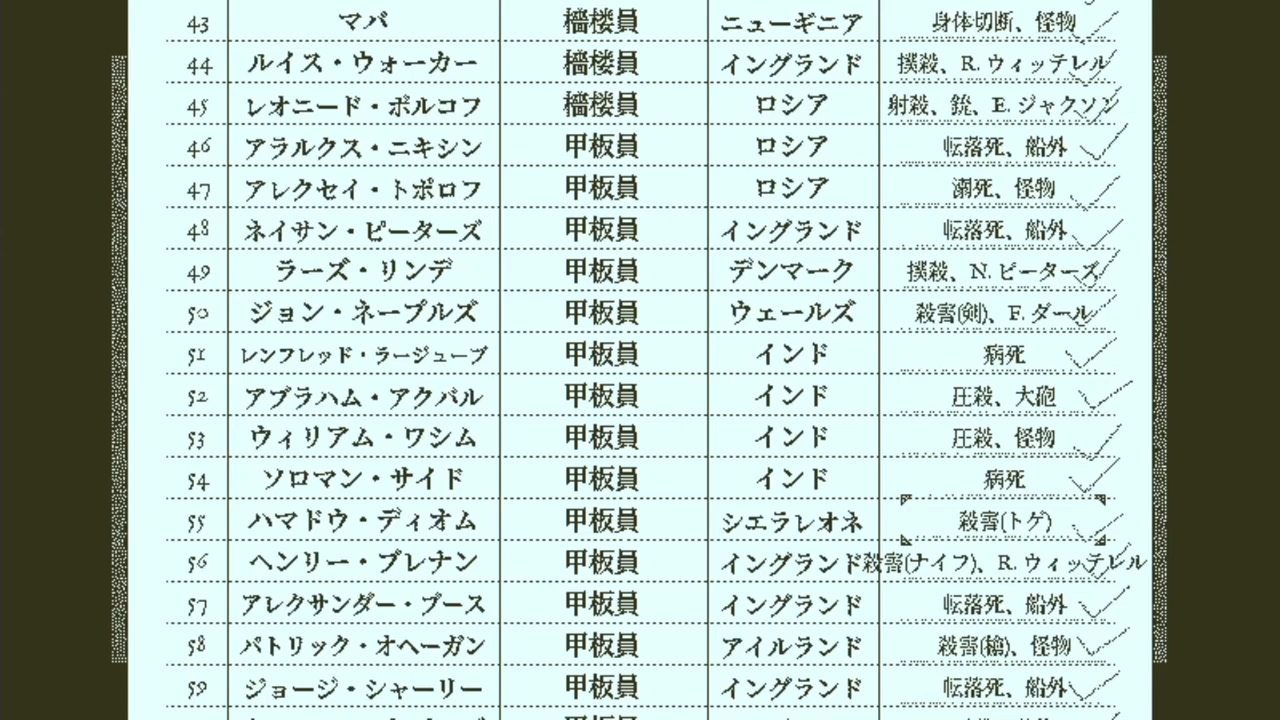 43 マバ 檣楼員 ニューギニア 身体切断、怪物
44 ルイス・ウォーカー 檣楼員 イングランド 撲殺、R. ウィッテレル
45 レオニード・ボルコフ 檣楼員 ロシア 射殺、銃、E. ジャクソン
46 アラルクス・ニキシン 甲板員 ロシア 転落死、船外
47 アレクセイ・トポロフ 甲板員 ロシア 溺死、怪物
48 ネイサン・ピーターズ 甲板員 イングランド 転落死、船外
49 ラーズ・リンデ 甲板員 デンマーク 撲殺、N. ピーターズ
50 ジョン・ネープルズ 甲板員 ウェールズ 殺害(剣)、F. ダール
51 レンフレッド・ラージューブ 甲板員 インド 病死
52 アブラハム・アクバル 甲板員 インド 圧殺、大砲
53 ウィリアム・ワシム 甲板員 インド 圧殺、怪物
54 ソロマン・サイド 甲板員 インド 病死
55 ハマドウ・ディオム 甲板員 シエラレオネ 殺害(トゲ)
56 ヘンリー・ブレナン 甲板員 イングランド 殺害(ナイフ)、R. ウィッテレル
57 アレクサンダー・ブース 甲板員 イングランド 転落死、船外
58 パトリック・オヘーガン 甲板員 アイルランド 殺害(槍)、怪物
59 ジョージ・シャーリー 甲板員 イングランド 転落死、船外